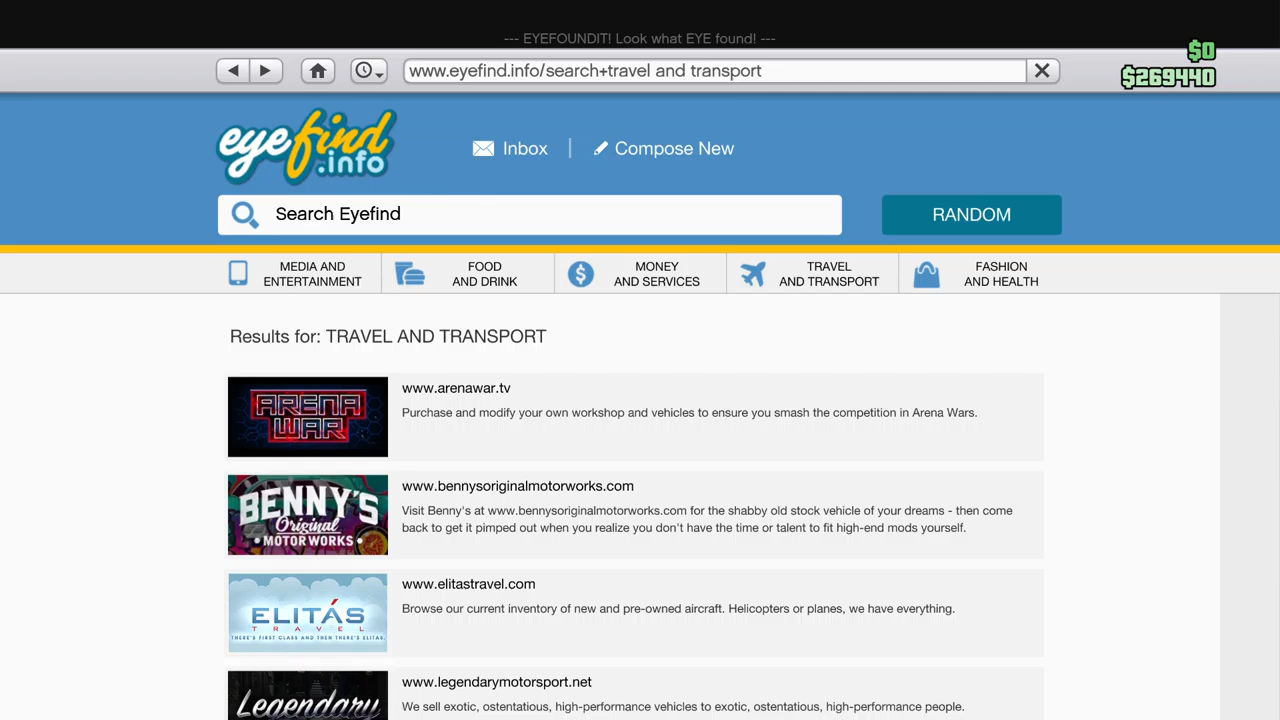 --- EYEFOUNDIT! Look what EYE found! ---
$0
www.eyefind.info/search+travel and transport
$269440
eyefind
.info
Inbox
Compose New
Search Eyefind
RANDOM
MEDIA AND
ENTERTAINMENT
FOOD
AND DRINK
MONEY
AND SERVICES
TRAVEL
AND TRANSPORT
FASHION
AND HEALTH
Results for: TRAVEL AND TRANSPORT
ARENA
WAR
www.arenawar.tv
Purchase and modify your own workshop and vehicles to ensure you smash the competition in Arena Wars.
BENNY'S
Original
• MOTOR WORKS •
www.bennysoriginalmotorworks.com
Visit Benny's at www.bennysoriginalmotorworks.com for the shabby old stock vehicle of your dreams - then come
back to get it pimped out when you realize you don't have the time or talent to fit high-end mods yourself.
ELITÁS
TRAVEL
THERE'S FIRST CLASS AND THEN THERE'S ELITAS.
www.elitastravel.com
Browse our current inventory of new and pre-owned aircraft. Helicopters or planes, we have everything.
Legendary
www.legendarymotorsport.net
We sell exotic, ostentatious, high-performance vehicles to exotic, ostentatious, high-performance people.